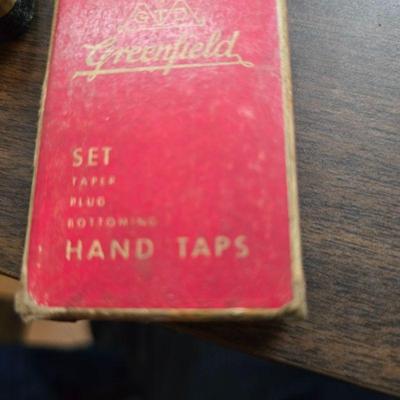 GTD
Greenfield
SET
TAPER
PLUG
BOTTOMING
HAND TAPS